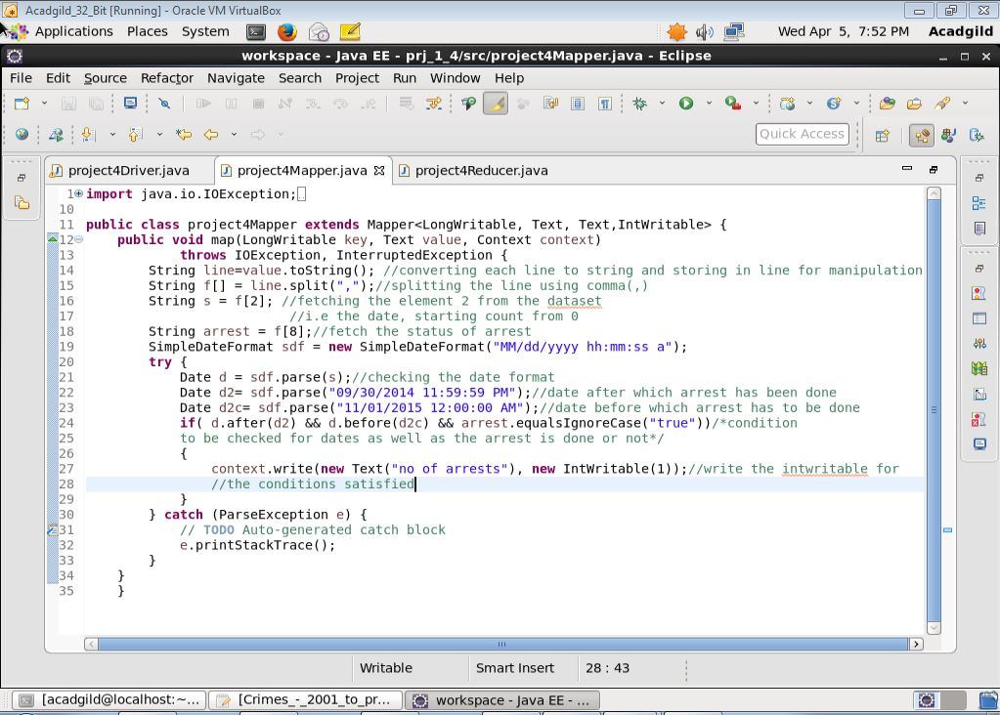 Acadgild_32_Bit [Running] - Oracle VM VirtualBox
Applications Places System Wed Apr 5, 7:52 PM Acadgild
workspace - Java EE - prj_1_4/src/project4Mapper.java - Eclipse
File Edit Source Refactor Navigate Search Project Run Window Help
Quick Access
project4Driver.java project4Mapper.java project4Reducer.java
1 import java.io.IOException;
10
11 public class project4Mapper extends Mapper<LongWritable, Text, Text,IntWritable> {
12 public void map(LongWritable key, Text value, Context context)
13 throws IOException, InterruptedException {
14 String line=value.toString(); //converting each line to string and storing in line for manipulation
15 String f[] = line.split(",");//splitting the line using comma(,)
16 String s = f[2]; //fetching the element 2 from the dataset
17 //i.e the date, starting count from 0
18 String arrest = f[8];//fetch the status of arrest
19 SimpleDateFormat sdf = new SimpleDateFormat("MM/dd/yyyy hh:mm:ss a");
20 try {
21 Date d = sdf.parse(s);//checking the date format
22 Date d2= sdf.parse("09/30/2014 11:59:59 PM");//date after which arrest has been done
23 Date d2c= sdf.parse("11/01/2015 12:00:00 AM");//date before which arrest has to be done
24 if( d.after(d2) && d.before(d2c) && arrest.equalsIgnoreCase("true"))/*condition
25 to be checked for dates as well as the arrest is done or not*/
26 {
27 context.write(new Text("no of arrests"), new IntWritable(1));//write the intwritable for
28 //the conditions satisfied
29 }
30 } catch (ParseException e) {
31 // TODO Auto-generated catch block
32 e.printStackTrace();
33 }
34 }
35 }
Writable Smart Insert 28 : 43
[acadgild@localhost:~... [Crimes_-_2001_to_pr... workspace - Java EE - ...